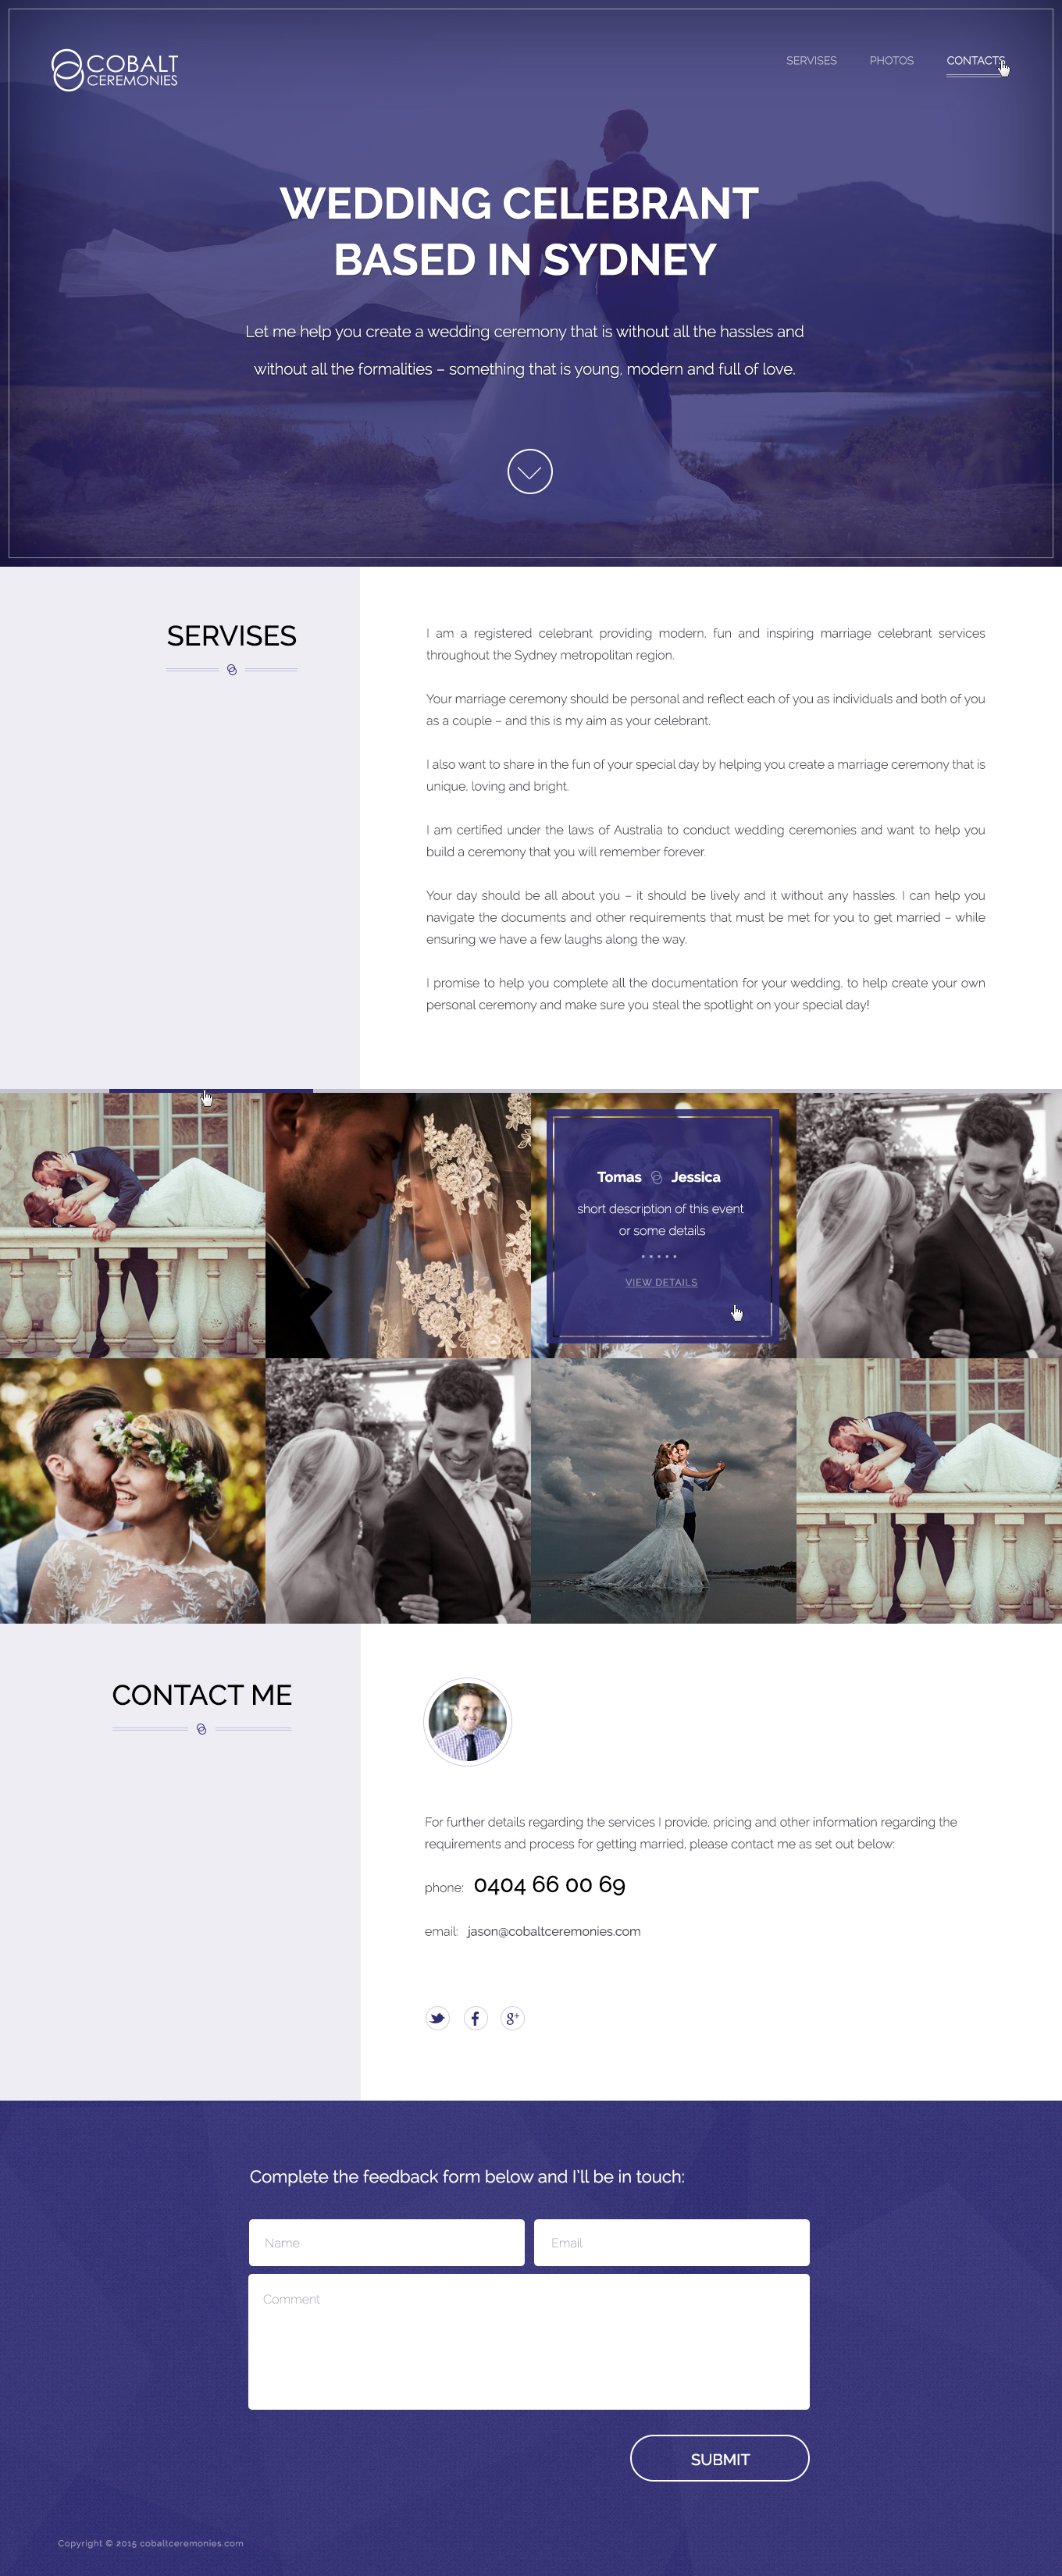 COBALT
CEREMONIES
SERVISES PHOTOS CONTACTS
WEDDING CELEBRANT
BASED IN SYDNEY
Let me help you create a wedding ceremony that is without all the hassles and
without all the formalities – something that is young, modern and full of love.
SERVISES
I am a registered celebrant providing modern, fun and inspiring marriage celebrant services
throughout the Sydney metropolitan region.
Your marriage ceremony should be personal and reflect each of you as individuals and both of you
as a couple – and this is my aim as your celebrant.
I also want to share in the fun of your special day by helping you create a marriage ceremony that is
unique, loving and bright.
I am certified under the laws of Australia to conduct wedding ceremonies and want to help you
build a ceremony that you will remember forever.
Your day should be all about you – it should be lively and it without any hassles. I can help you
navigate the documents and other requirements that must be met for you to get married – while
ensuring we have a few laughs along the way.
I promise to help you complete all the documentation for your wedding, to help create your own
personal ceremony and make sure you steal the spotlight on your special day!
Tomas Jessica
short description of this event
or some details
VIEW DETAILS
CONTACT ME
For further details regarding the services I provide, pricing and other information regarding the
requirements and process for getting married, please contact me as set out below:
phone: 0404 66 00 69
email: jason@cobaltceremonies.com
Complete the feedback form below and I'll be in touch:
Name Email
Comment
SUBMIT
Copyright © 2015 cobaltceremonies.com